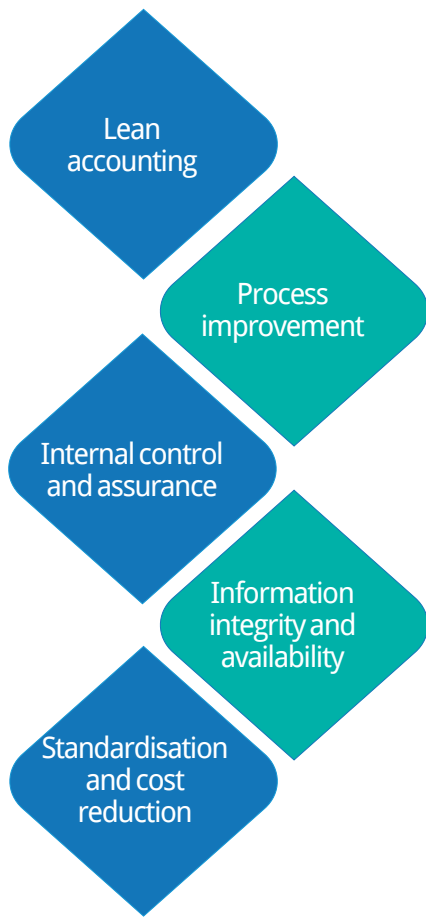 Lean
accounting
Process
improvement
Internal control
and assurance
Information
integrity and
availability
Standardisation
and cost
reduction